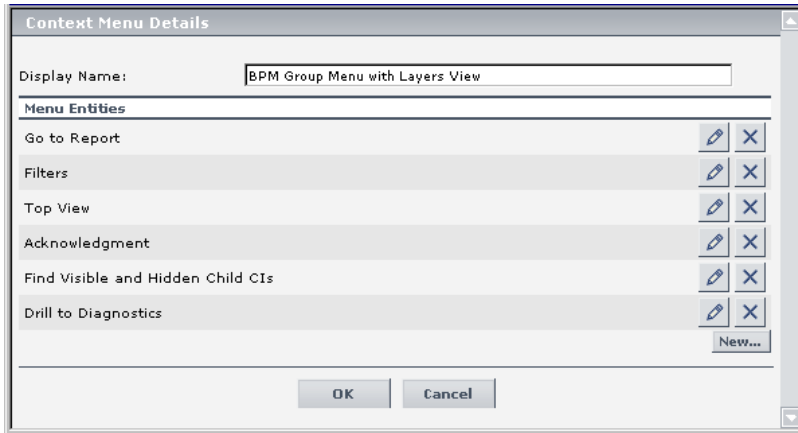 Context Menu Details
Display Name: BPM Group Menu with Layers View
Menu Entities
Go to Report
Filters
Top View
Acknowledgment
Find Visible and Hidden Child CIs
Drill to Diagnostics
New...
OK Cancel